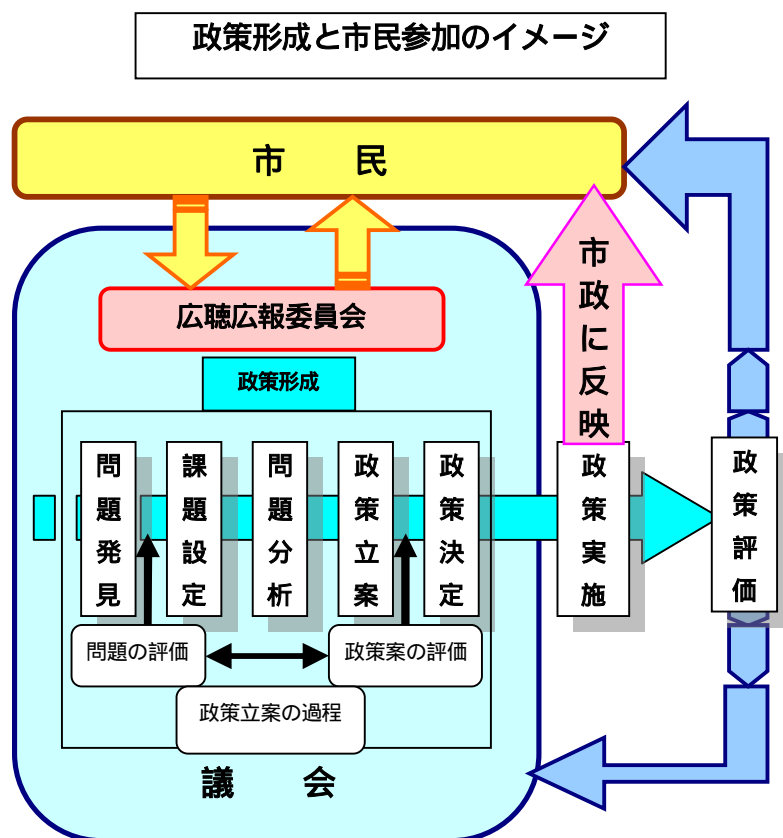 政策形成と市民参加のイメージ
市　民
広聴広報委員会
市政に反映
政策形成
問題発見
課題設定
問題分析
政策立案
政策決定
政策実施
政策評価
問題の評価
政策案の評価
政策立案の過程
議　会